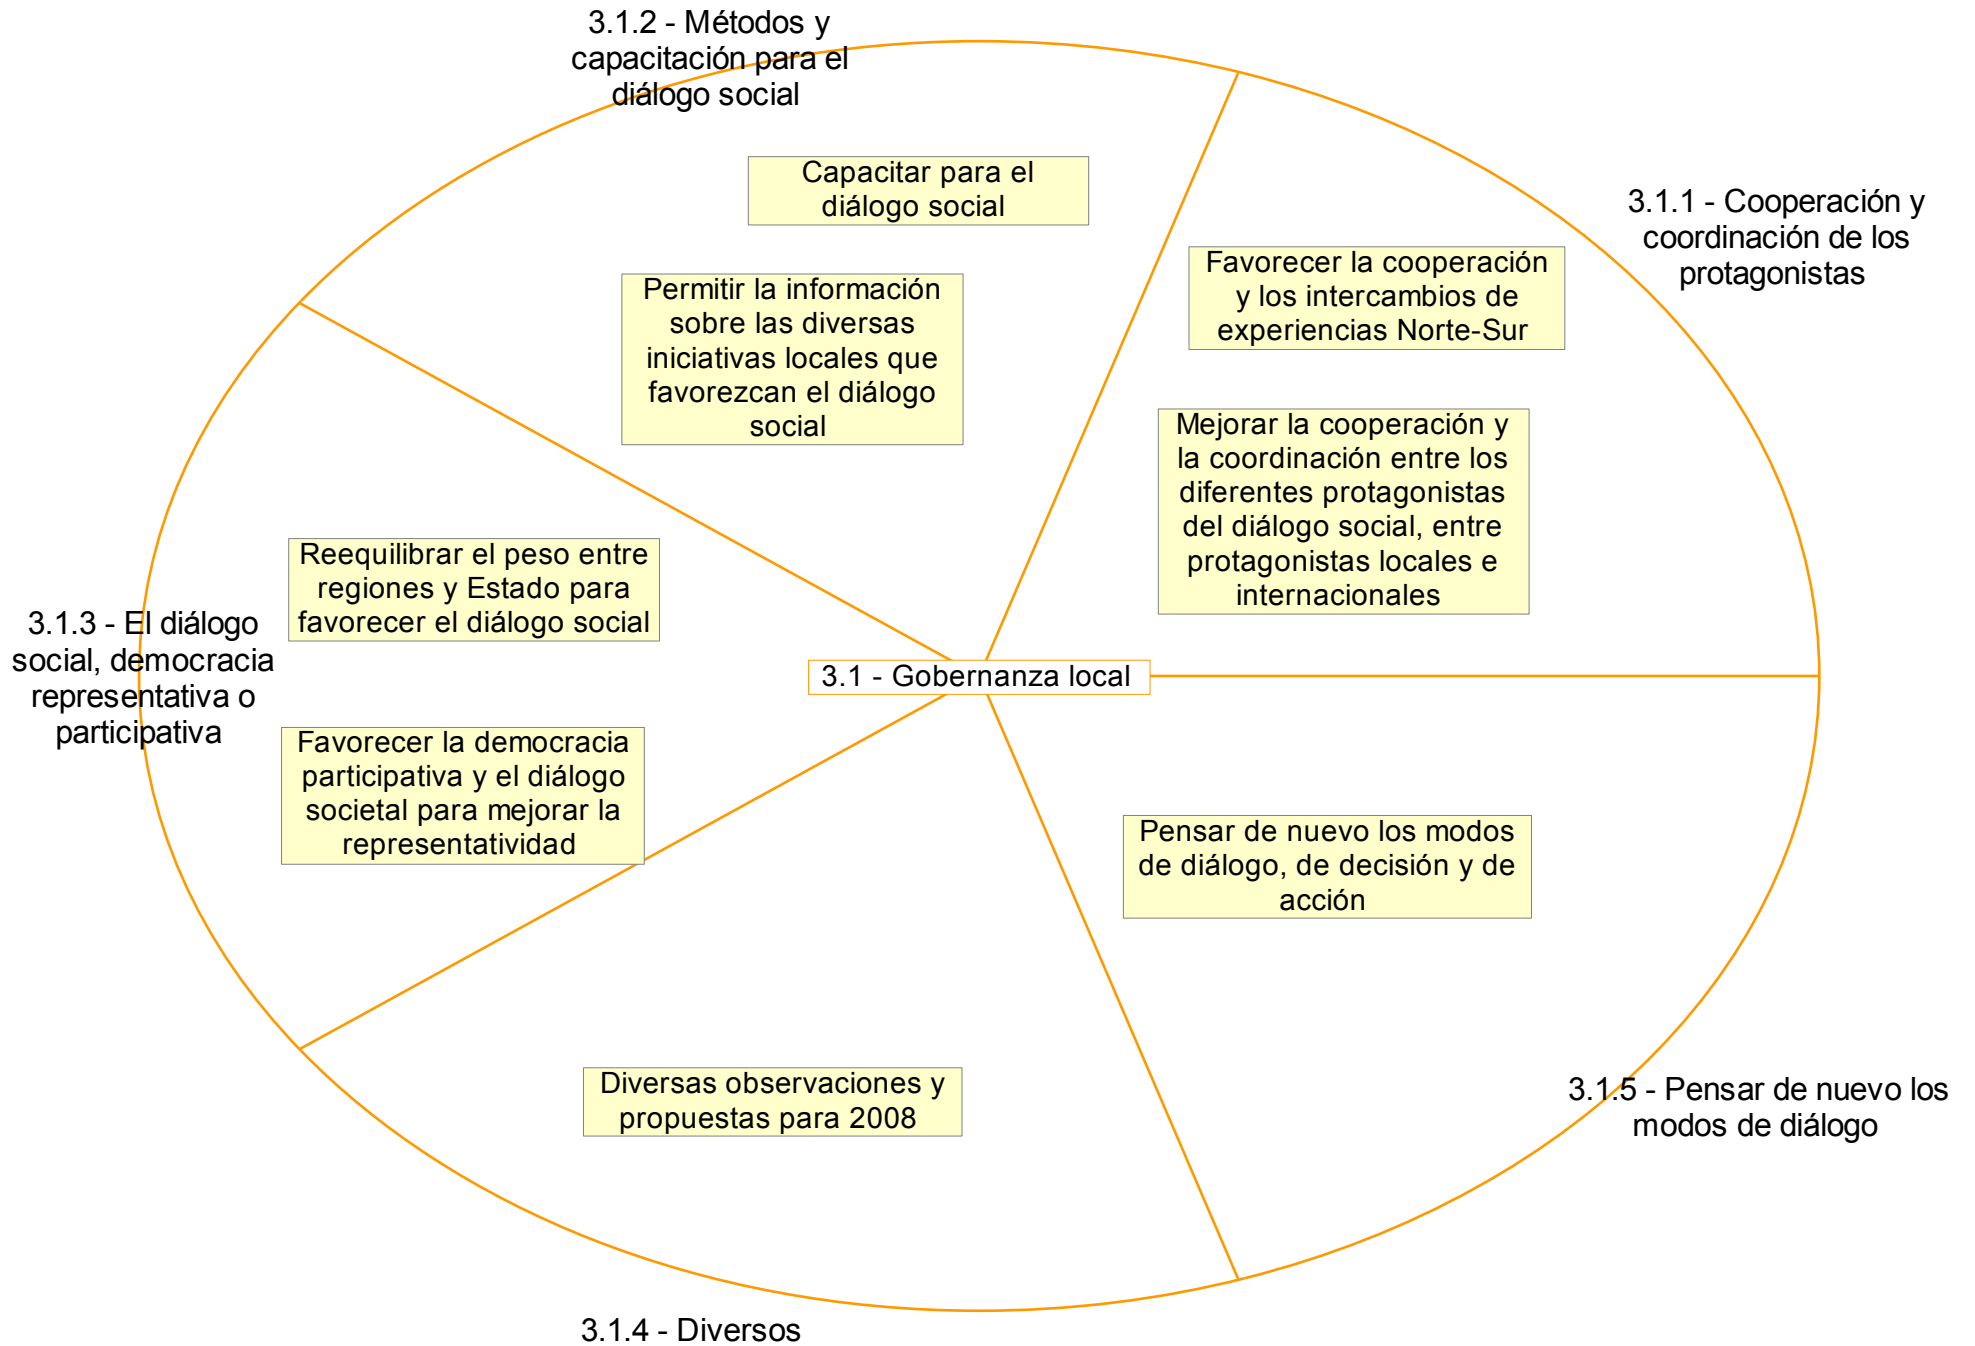 3.1.2 - Métodos y
capacitación para el
diálogo social
Capacitar para el
diálogo social
3.1.1 - Cooperación y
coordinación de los
protagonistas
Favorecer la cooperación
y los intercambios de
experiencias Norte-Sur
Permitir la información
sobre las diversas
iniciativas locales que
favorezcan el diálogo
social
Mejorar la cooperación y
la coordinación entre los
diferentes protagonistas
del diálogo social, entre
protagonistas locales e
internacionales
Reequilibrar el peso entre
regiones y Estado para
favorecer el diálogo social
3.1.3 - El diálogo
social, democracia
representativa o
participativa
3.1 - Gobernanza local
Favorecer la democracia
participativa y el diálogo
societal para mejorar la
representatividad
Pensar de nuevo los modos
de diálogo, de decisión y de
acción
Diversas observaciones y
propuestas para 2008
3.1.5 - Pensar de nuevo los
modos de diálogo
3.1.4 - Diversos